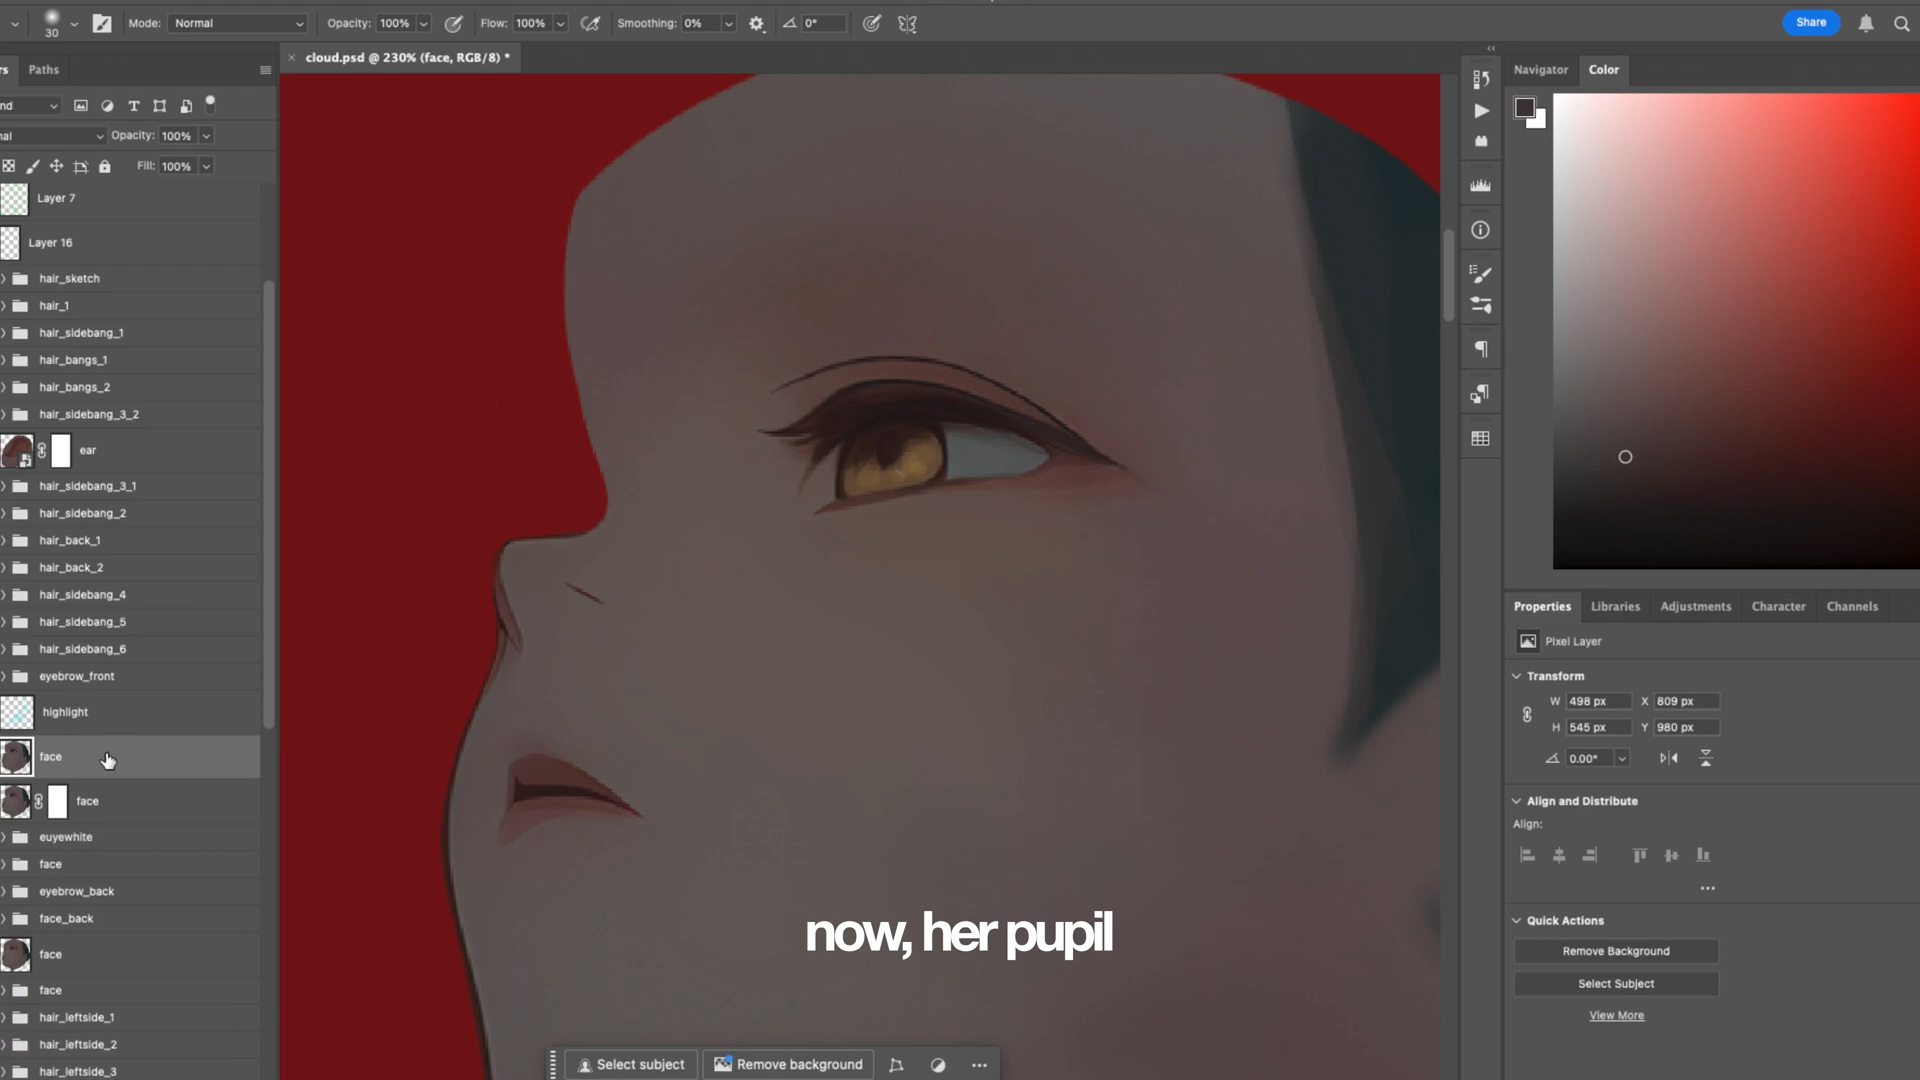 30
Mode: Normal
Opacity: 100%
Flow: 100%
Smoothing: 0%
0°
Share
cloud.psd @ 230% (face, RGB/8) *
rs
Paths
nd
nal
Opacity: 100%
Fill: 100%
Layer 7
Layer 16
hair_sketch
hair_1
hair_sidebang_1
hair_bangs_1
hair_bangs_2
hair_sidebang_3_2
ear
hair_sidebang_3_1
hair_sidebang_2
hair_back_1
hair_back_2
hair_sidebang_4
hair_sidebang_5
hair_sidebang_6
eyebrow_front
highlight
face
face
euyewhite
face
eyebrow_back
face_back
face
face
hair_leftside_1
hair_leftside_2
hair_leftside_3
now, her pupil
Select subject
Remove background
Navigator
Color
Properties
Libraries
Adjustments
Character
Channels
Pixel Layer
Transform
W 498 px X 809 px
H 545 px Y 980 px
0.00°
Align and Distribute
Align:
Quick Actions
Remove Background
Select Subject
View More